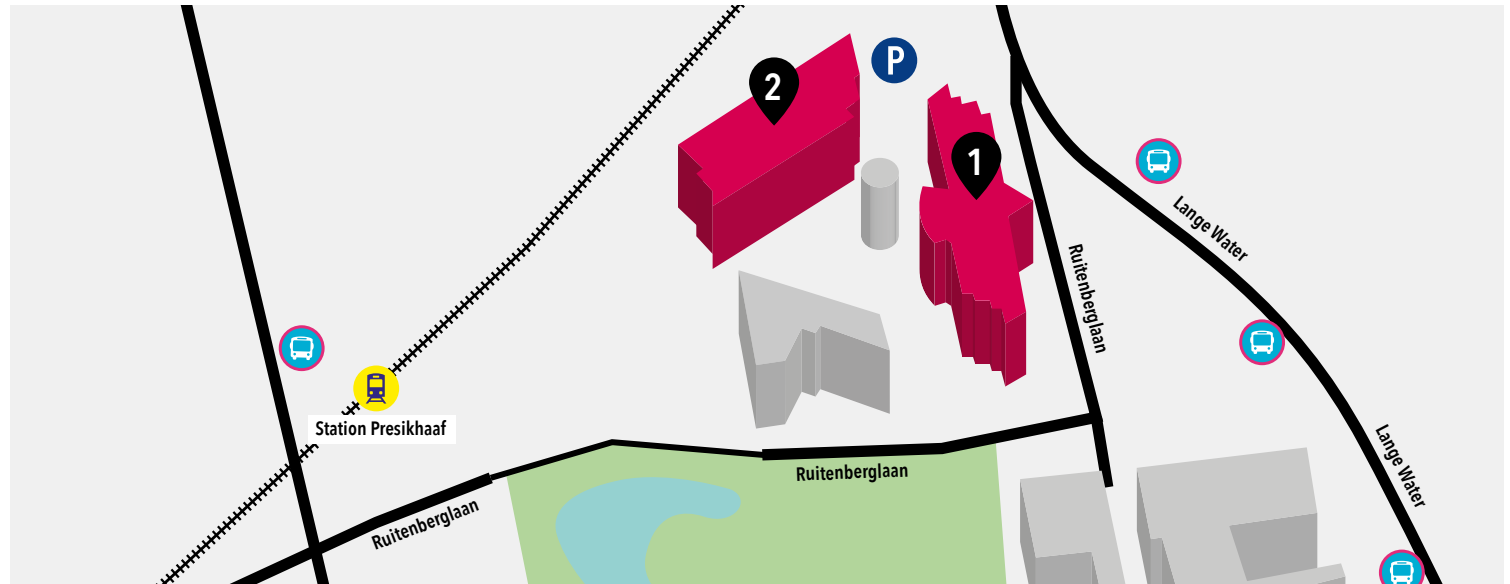 P
2
1
Lange Water
Ruitenberglaan
Station Presikhaaf
Lange Water
Ruitenberglaan
Ruitenberglaan